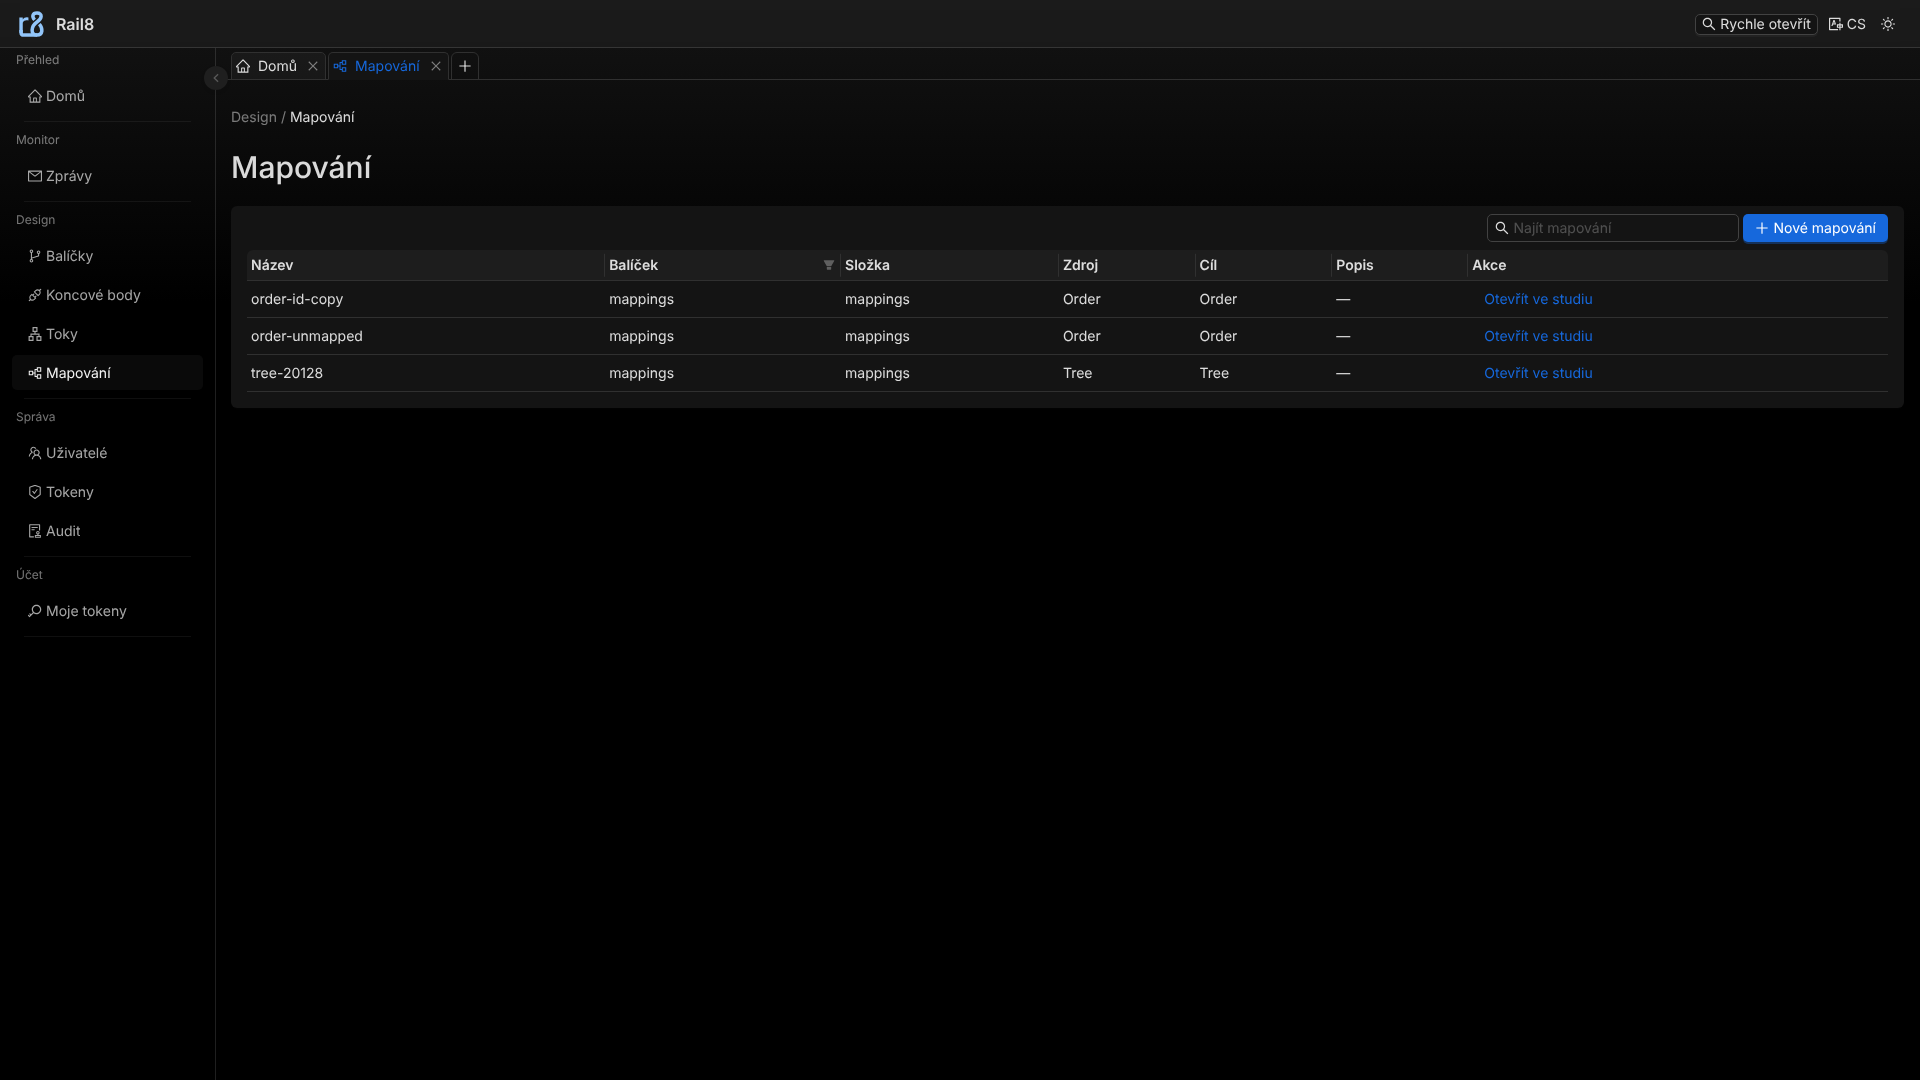 Rail8
Rychle otevřít
CS
Přehled
Domů
Monitor
Zprávy
Design
Balíčky
Koncové body
Toky
Mapování
Správa
Uživatelé
Tokeny
Audit
Účet
Moje tokeny
Domů
Mapování
Design / Mapování
Mapování
Najít mapování
Nové mapování
Název Balíček Složka Zdroj Cíl Popis Akce
order-id-copy mappings mappings Order Order — Otevřít ve studiu
order-unmapped mappings mappings Order Order — Otevřít ve studiu
tree-20128 mappings mappings Tree Tree — Otevřít ve studiu